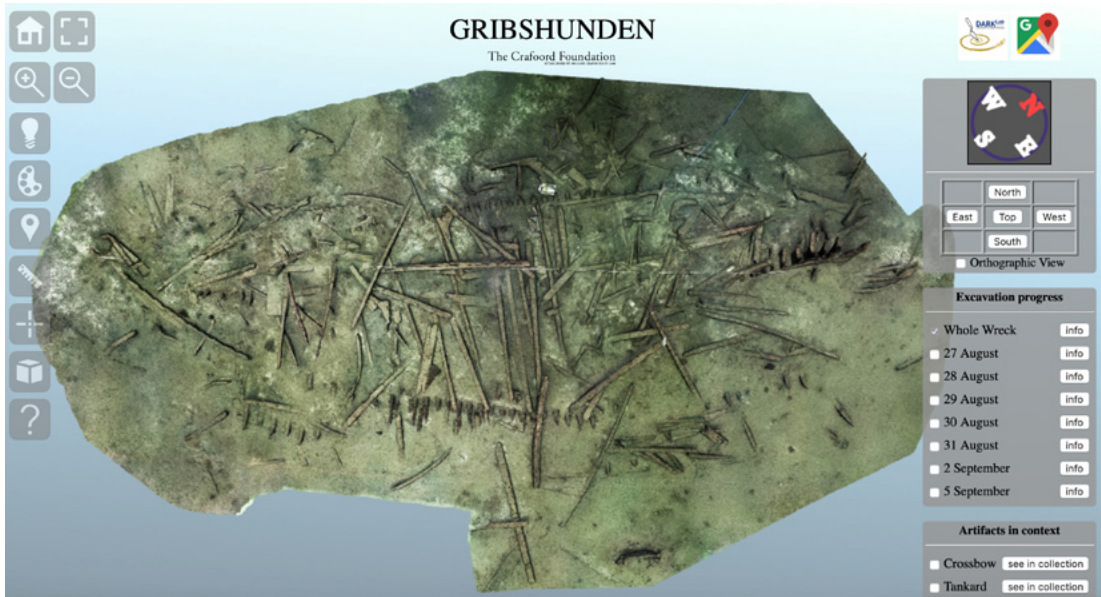 GRIBSHUNDEN
The Crafoord Foundation
DARKLab
G
W N
S E
North
East Top West
South
Orthographic View
Excavation progress
Whole Wreck info
27 August info
28 August info
29 August info
30 August info
31 August info
2 September info
5 September info
Artifacts in context
Crossbow see in collection
Tankard see in collection
?